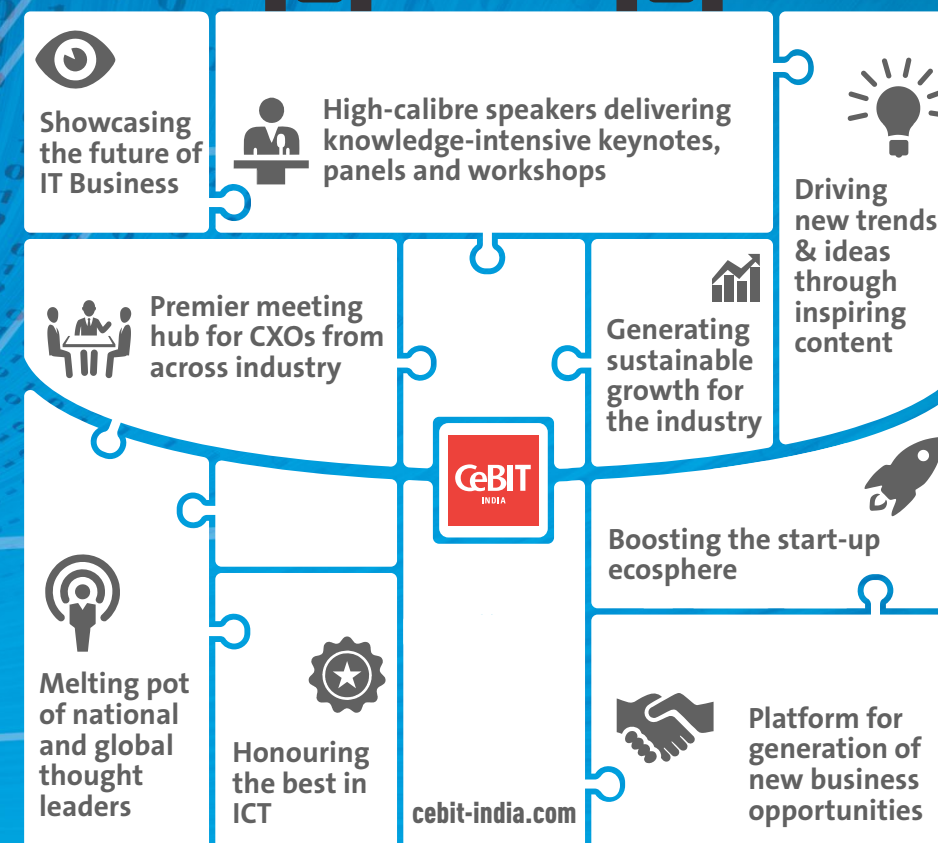 Showcasing
the future of
IT Business
High-calibre speakers delivering
knowledge-intensive keynotes,
panels and workshops
Driving
new trends
& ideas
through
inspiring
content
Premier meeting
hub for CXOs from
across industry
Generating
sustainable
growth for
the industry
CeBIT
INDIA
Boosting the start-up
ecosphere
Melting pot
of national
and global
thought
leaders
Honouring
the best in
ICT
cebit-india.com
Platform for
generation of
new business
opportunities